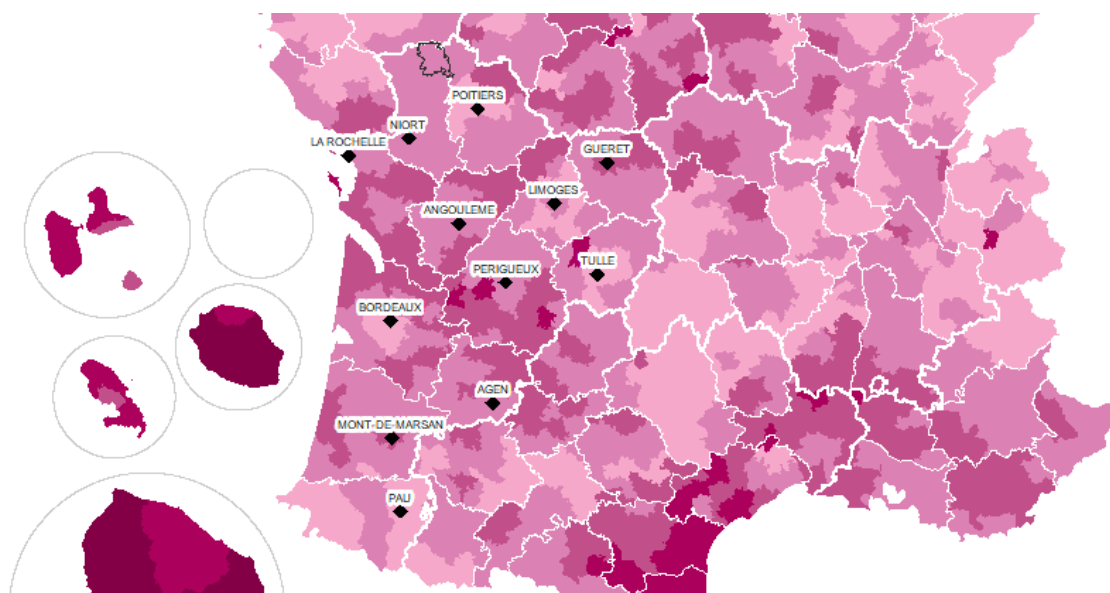 POITIERS
NIORT
LA ROCHELLE
GUERET
LIMOGES
ANGOULEME
TULLE
PERIGUEUX
BORDEAUX
AGEN
MONT-DE-MARSAN
PAU